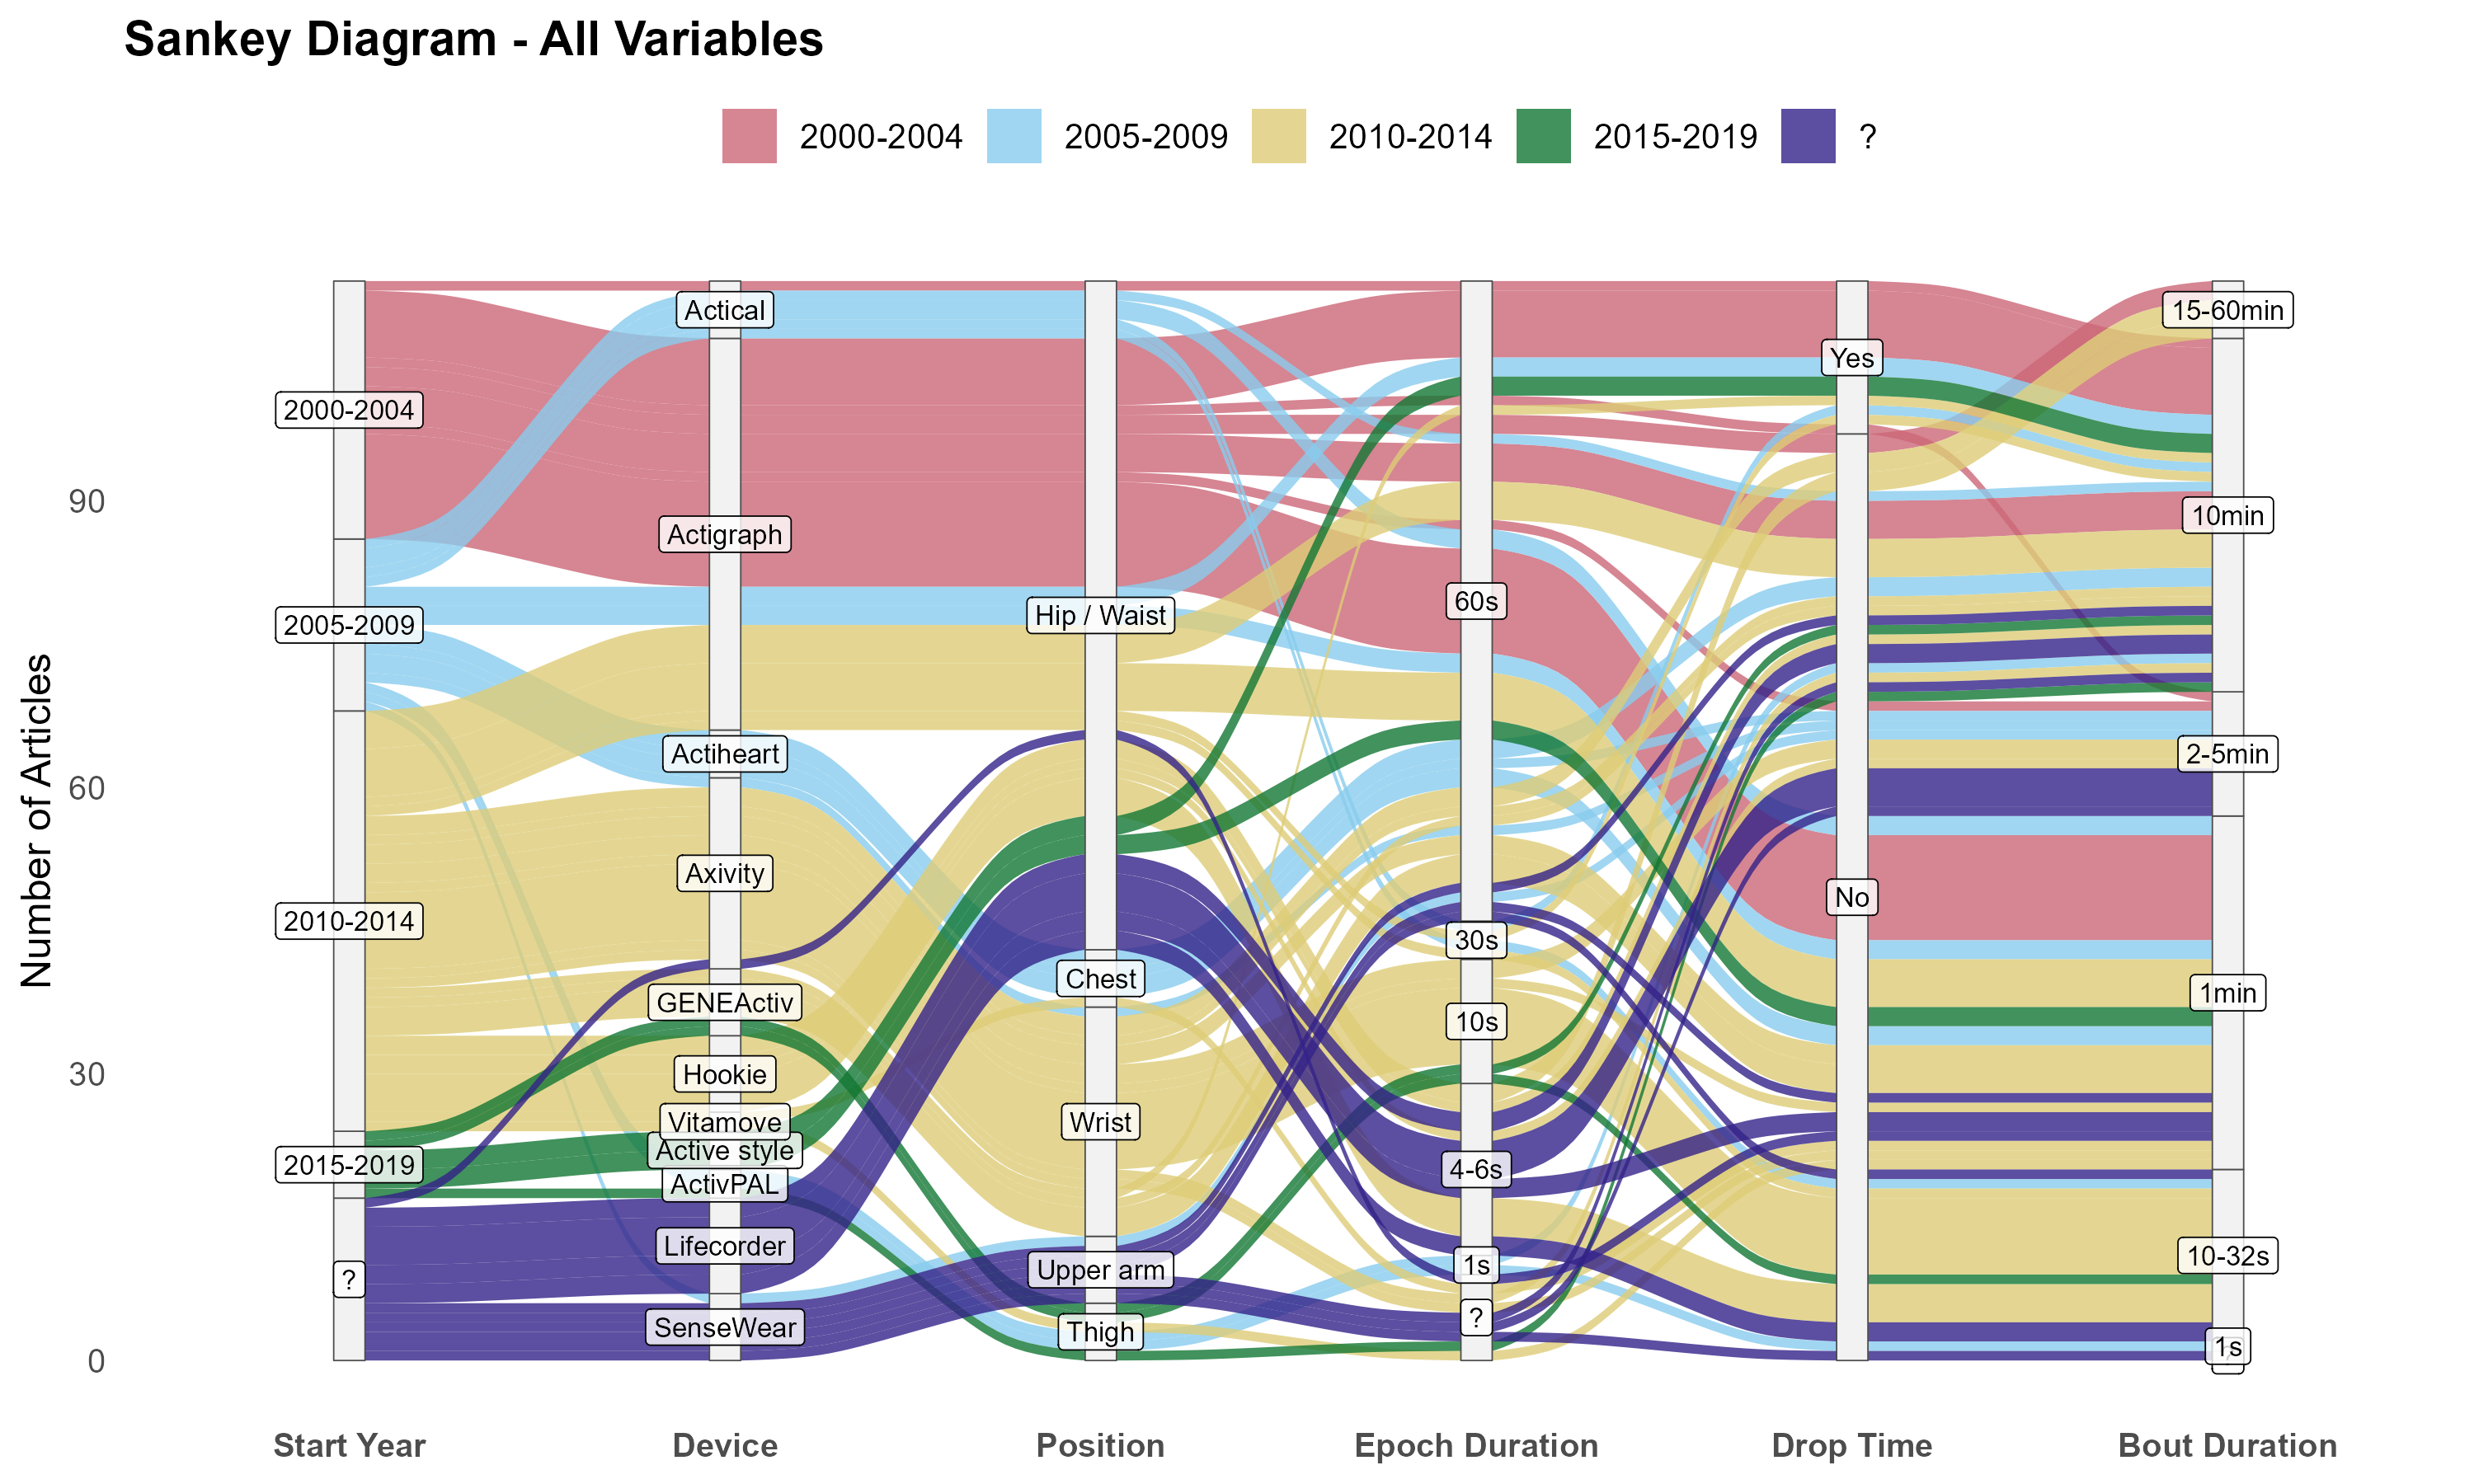 Sankey Diagram - All Variables
2000-2004
2005-2009
2010-2014
2015-2019
?
Number of Articles
90
60
30
0
2000-2004
2005-2009
2010-2014
2015-2019
?
Actical
Actigraph
Actiheart
Axivity
GENEActiv
Hookie
Vitamove
Active style
ActivPAL
Lifecorder
SenseWear
Hip / Waist
Chest
Wrist
Upper arm
Thigh
60s
30s
10s
4-6s
1s
?
Yes
No
15-60min
10min
2-5min
1min
10-32s
1s
Start Year
Device
Position
Epoch Duration
Drop Time
Bout Duration